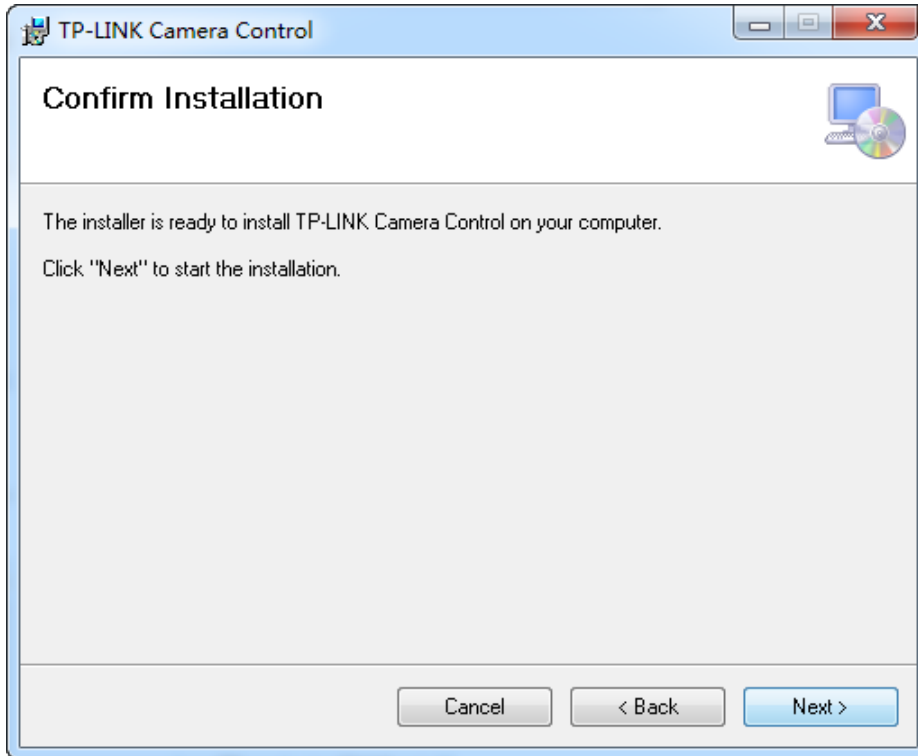 TP-LINK Camera Control
Confirm Installation
The installer is ready to install TP-LINK Camera Control on your computer.
Click "Next" to start the installation.
Cancel
< Back
Next >